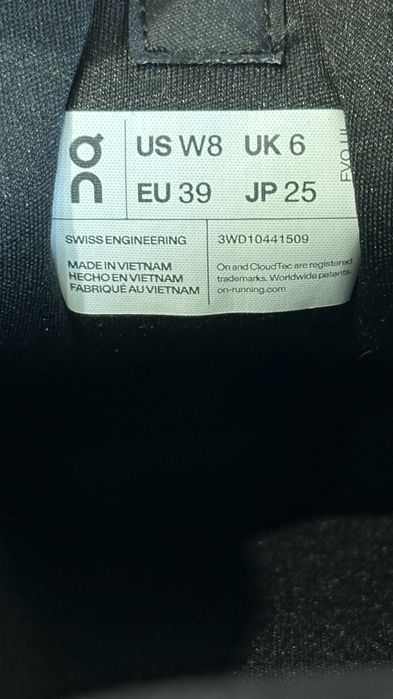 on
US W8 UK 6
EU 39 JP 25
SWISS ENGINEERING
3WD10441509
MADE IN VIETNAM
HECHO EN VIETNAM
FABRIQUÉ AU VIETNAM
On and CloudTec are registered
trademarks. Worldwide patents.
on-running.com